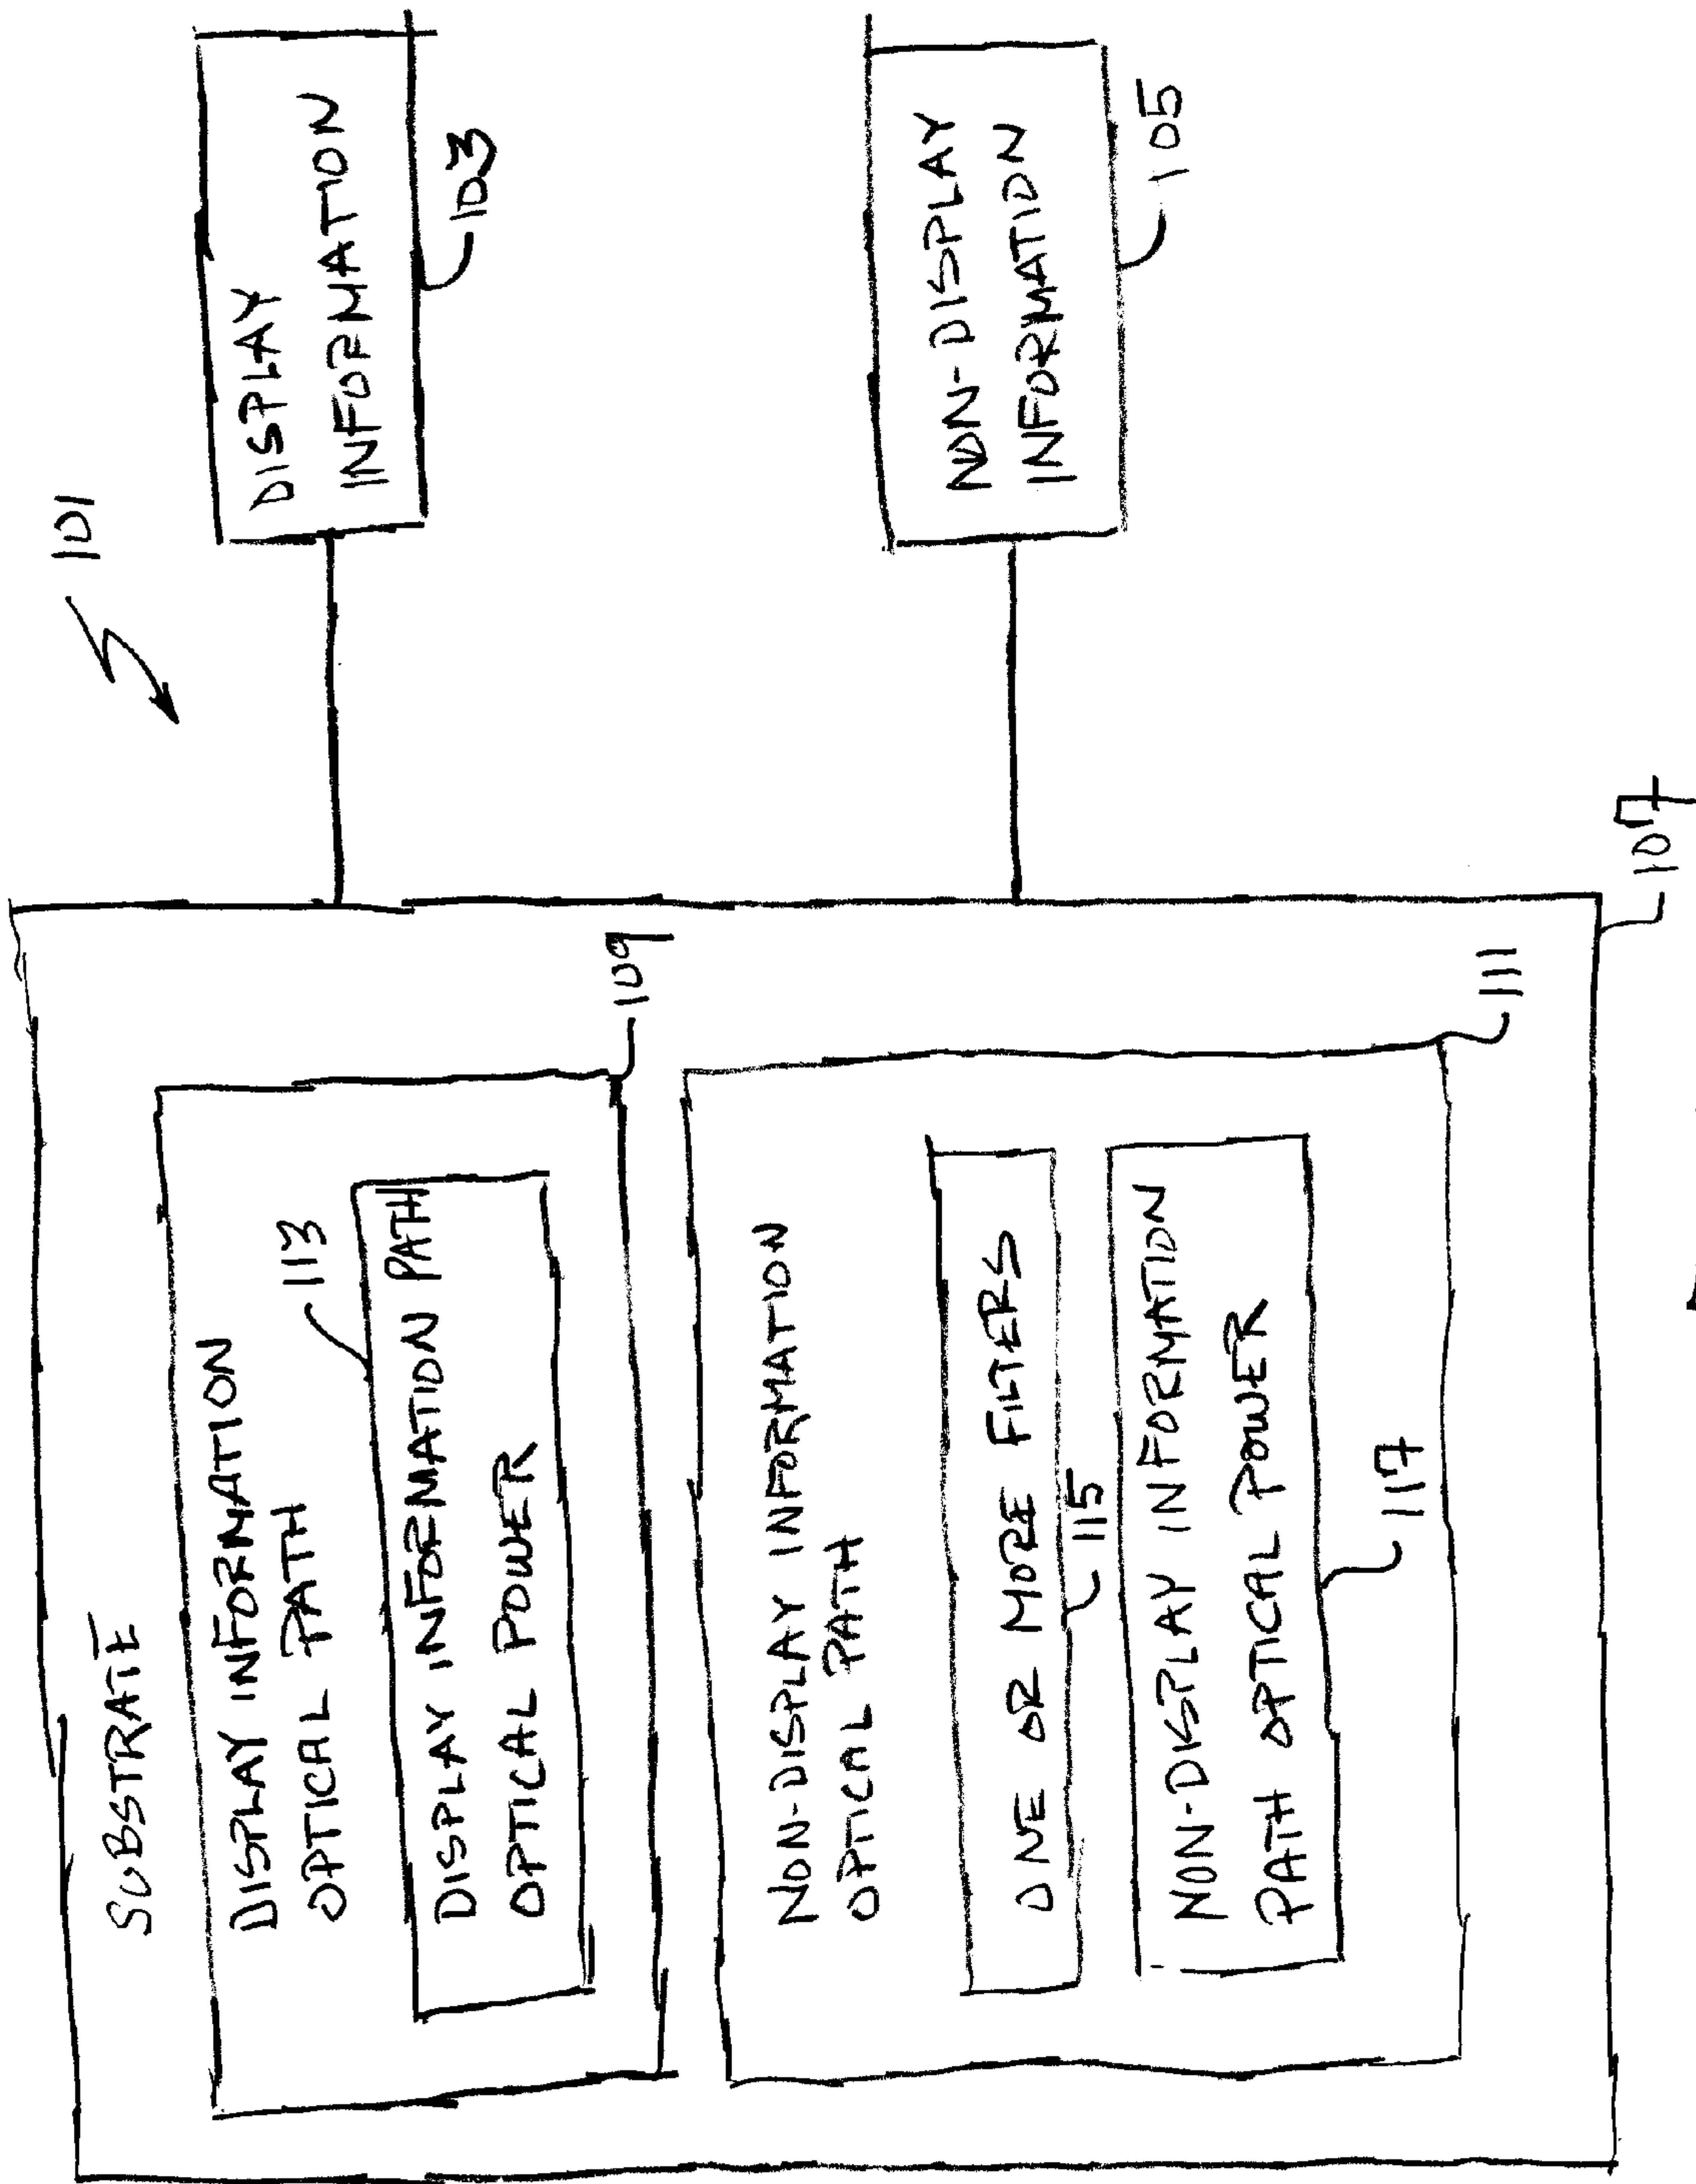 101
SUBSTRATE
DISPLAY INFORMATION
OPTICAL PATH
113
DISPLAY INFORMATION PATH
OPTICAL POWER
109
NON-DISPLAY INFORMATION
OPTICAL PATH
ONE OR MORE FILTERS
115
NON-DISPLAY INFORMATION
PATH OPTICAL POWER
117
111
107
DISPLAY
INFORMATION
103
NON-DISPLAY
INFORMATION
105